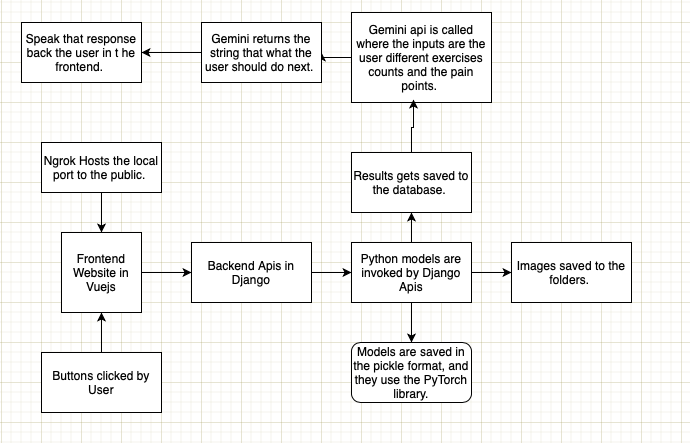 Speak that response
back the user in t he
frontend.
Gemini returns the
string that what the
user should do next.
Gemini api is called
where the inputs are the
user different exercises
counts and the pain
points.
Ngrok Hosts the local
port to the public.
Results gets saved to
the database.
Frontend
Website in
Vuejs
Backend Apis in
Django
Python models are
invoked by Django
Apis
Images saved to the
folders.
Buttons clicked by
User
Models are saved in
the pickle format, and
they use the PyTorch
library.